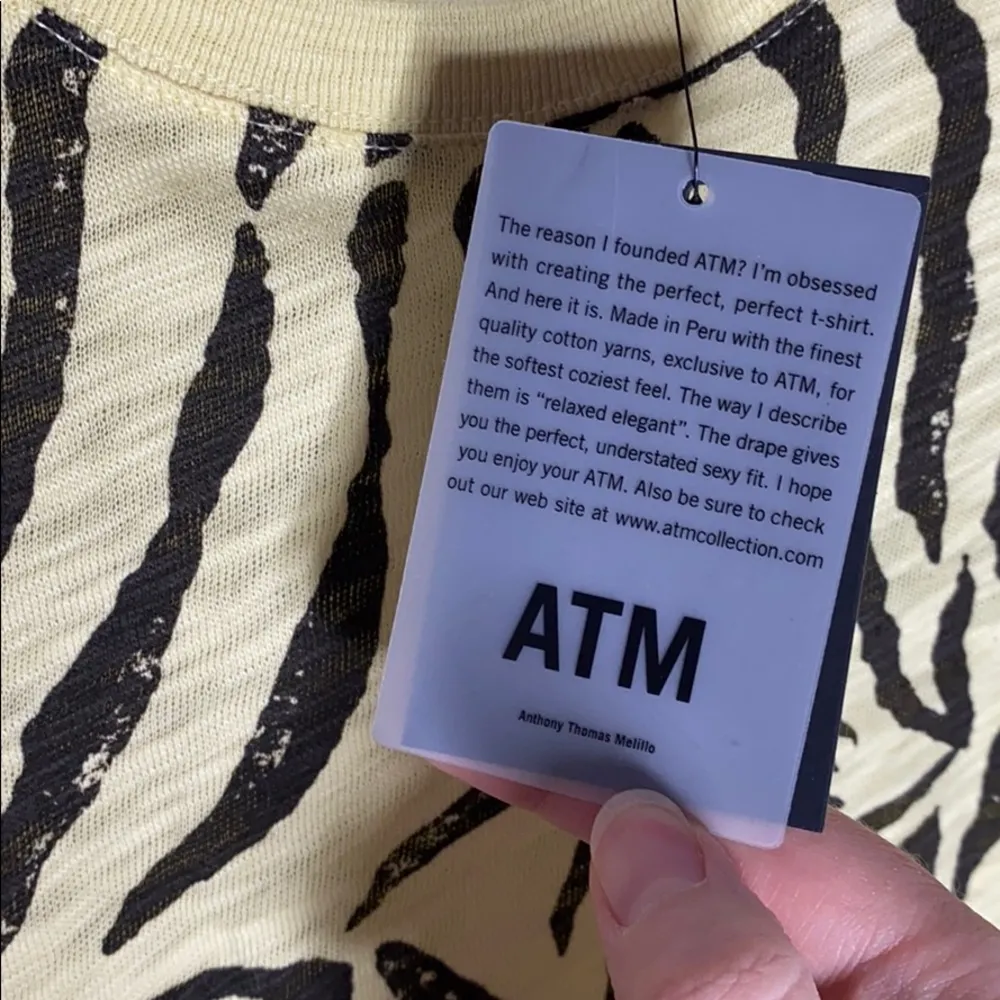 The reason I founded ATM? I'm obsessed
with creating the perfect, perfect t-shirt.
And here it is. Made in Peru with the finest
quality cotton yarns, exclusive to ATM, for
the softest coziest feel. The way I describe
them is “relaxed elegant”. The drape gives
you the perfect, understated sexy fit. I hope
you enjoy your ATM. Also be sure to check
out our web site at www.atmcollection.com
ATM
Anthony Thomas Melillo